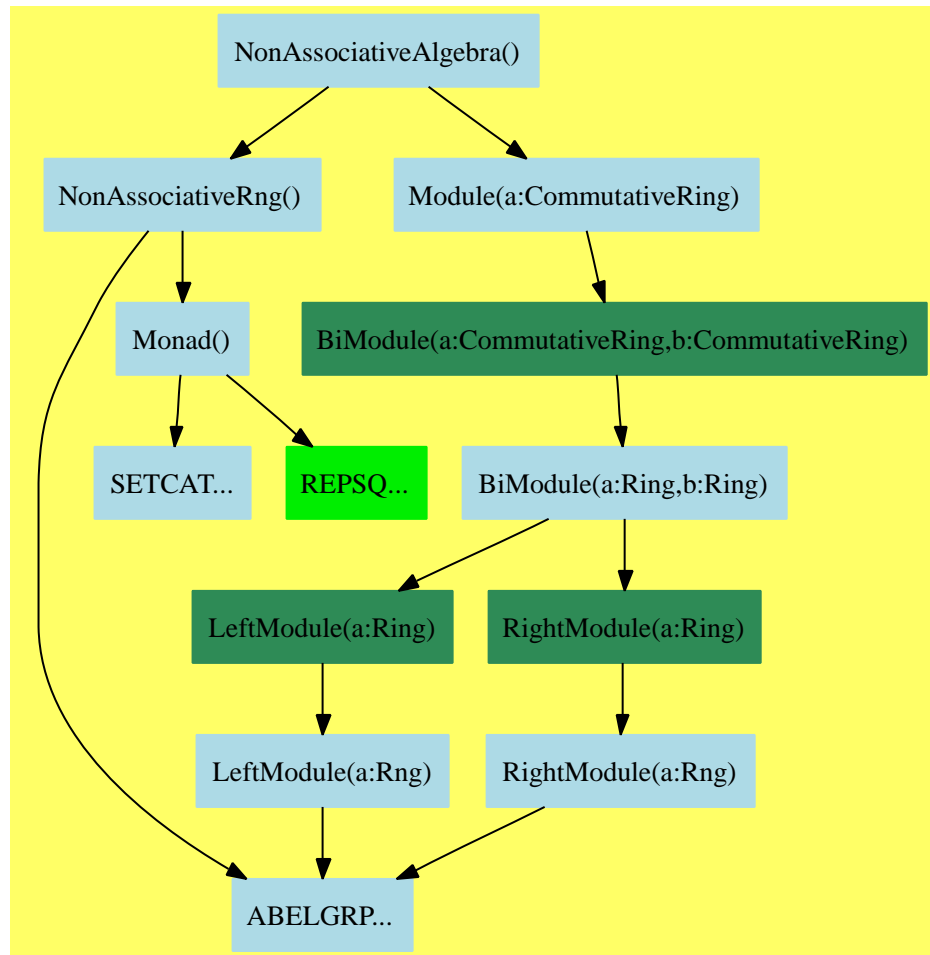 NonAssociativeAlgebra()
NonAssociativeRng()
Module(a:CommutativeRing)
Monad()
BiModule(a:CommutativeRing,b:CommutativeRing)
SETCAT...
REPSQ...
BiModule(a:Ring,b:Ring)
LeftModule(a:Ring)
RightModule(a:Ring)
LeftModule(a:Rng)
RightModule(a:Rng)
ABELGRP...